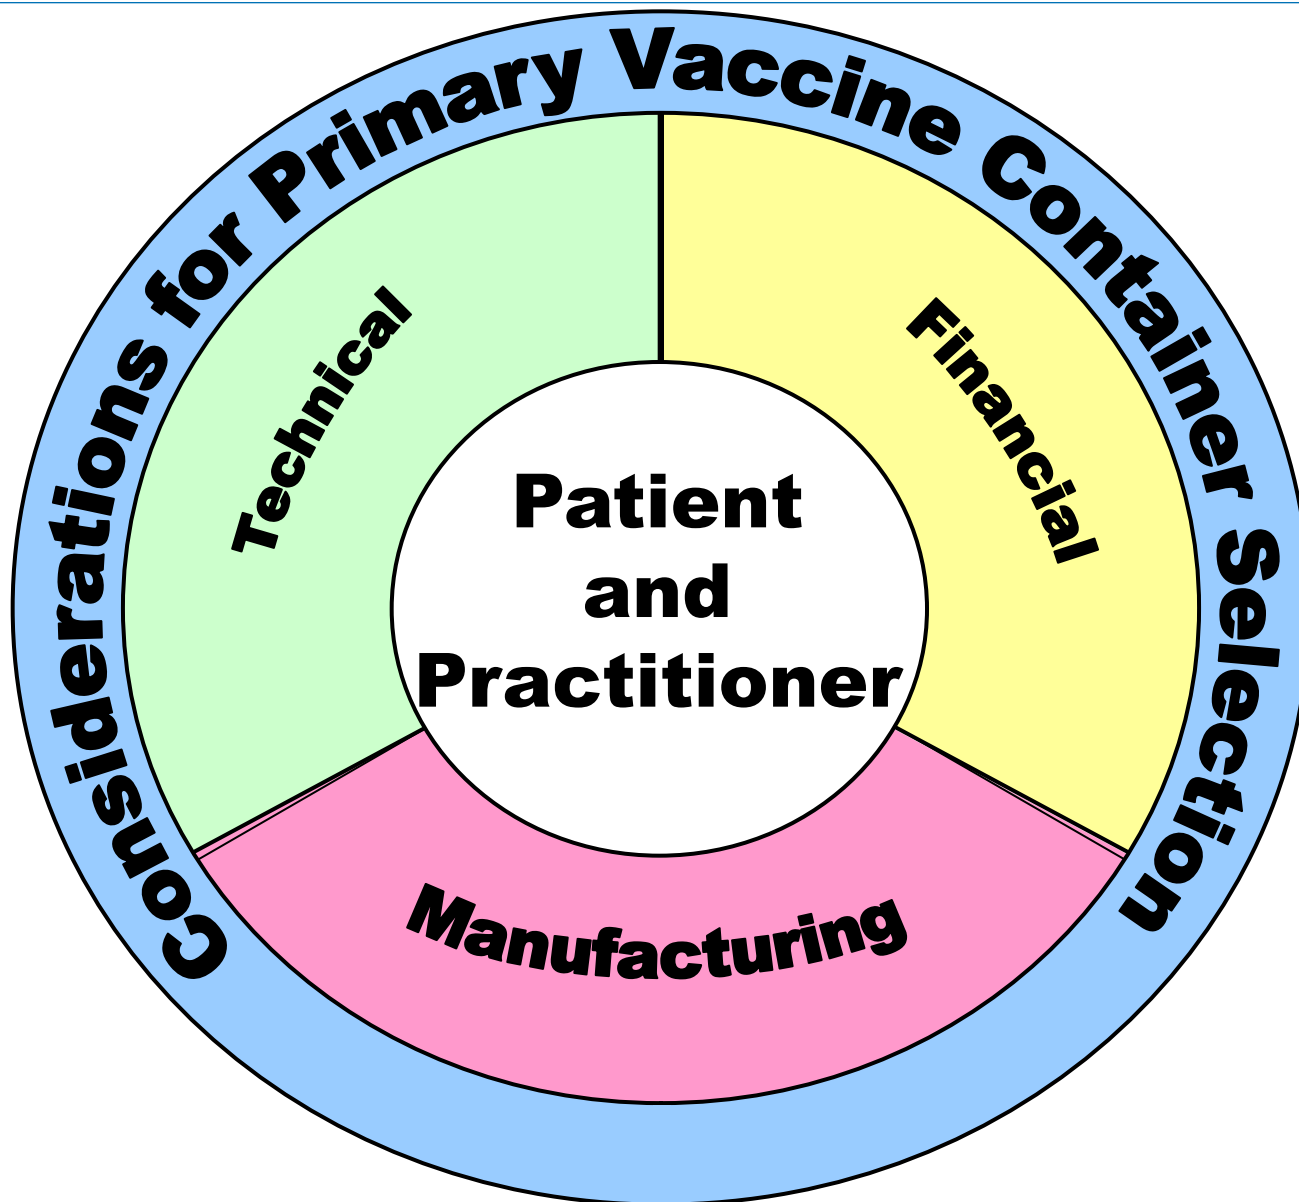 Considerations for Primary Vaccine Container Selection
Technical
Financial
Patient
and
Practitioner
Manufacturing